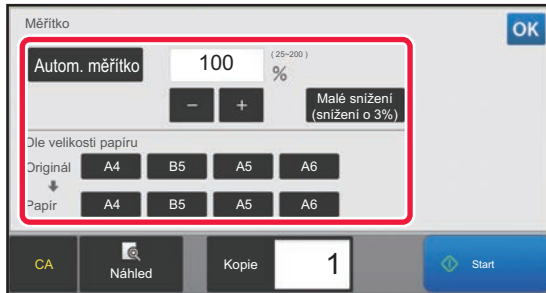 Měřítko
OK
Autom. měřítko
100
(25~200)
%
−
+
Malé snížení
(snížení o 3%)
Dle velikosti papíru
Originál A4 B5 A5 A6
Papír A4 B5 A5 A6
CA
Náhled
Kopie
1
Start